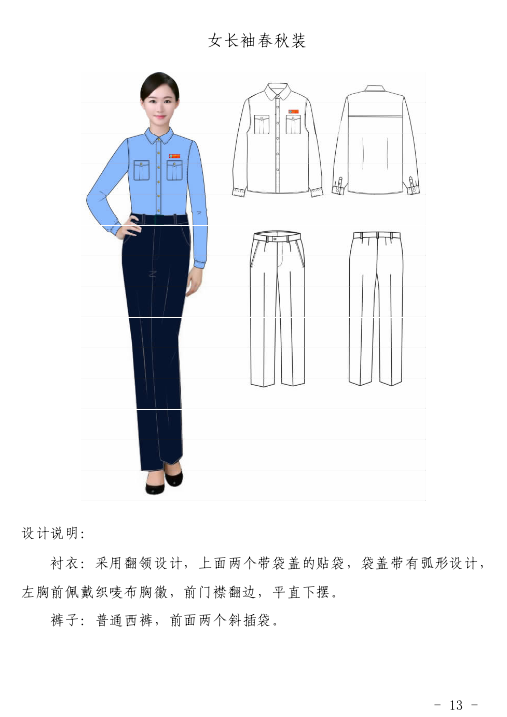 女长袖春秋装
设计说明：
衬衣：采用翻领设计，上面两个带袋盖的贴袋，袋盖带有弧形设计，
左胸前佩戴织唛布胸徽，前门襟翻边，平直下摆。
裤子：普通西裤，前面两个斜插袋。
- 13 -